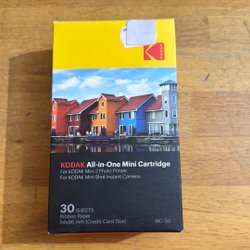 KODAK
KODAK All-in-One Mini Cartridge
For KODAK Mini 2 Photo Printer
For KODAK Mini Shot Instant Camera
30 SHEETS
Ribbon Paper
54x86 mm (Credit Card Size)
MC-30